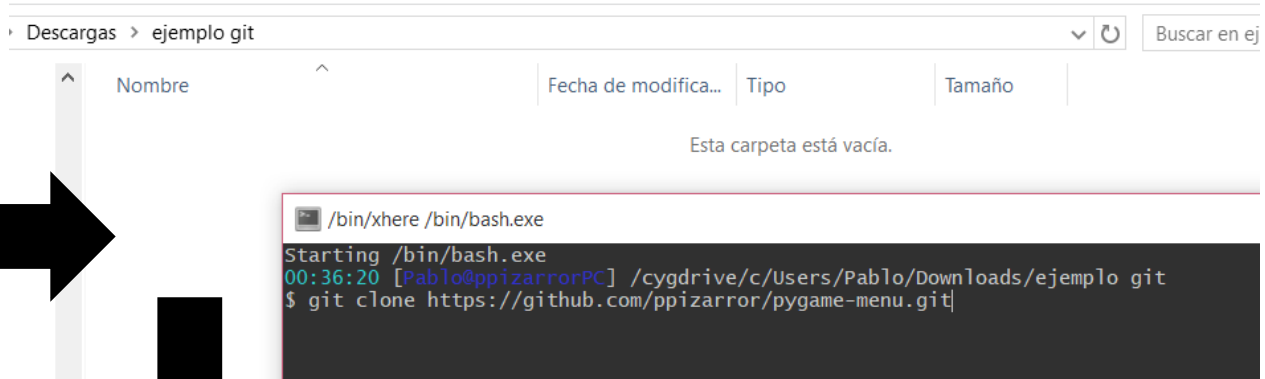 Descargas > ejemplo git
Buscar en ej
Nombre Fecha de modifica... Tipo Tamaño
Esta carpeta está vacía.
/bin/xhere /bin/bash.exe
Starting /bin/bash.exe
00:36:20 [Pablo@ppizarrorPC] /cygdrive/c/Users/Pablo/Downloads/ejemplo git
$ git clone https://github.com/ppizarror/pygame-menu.git